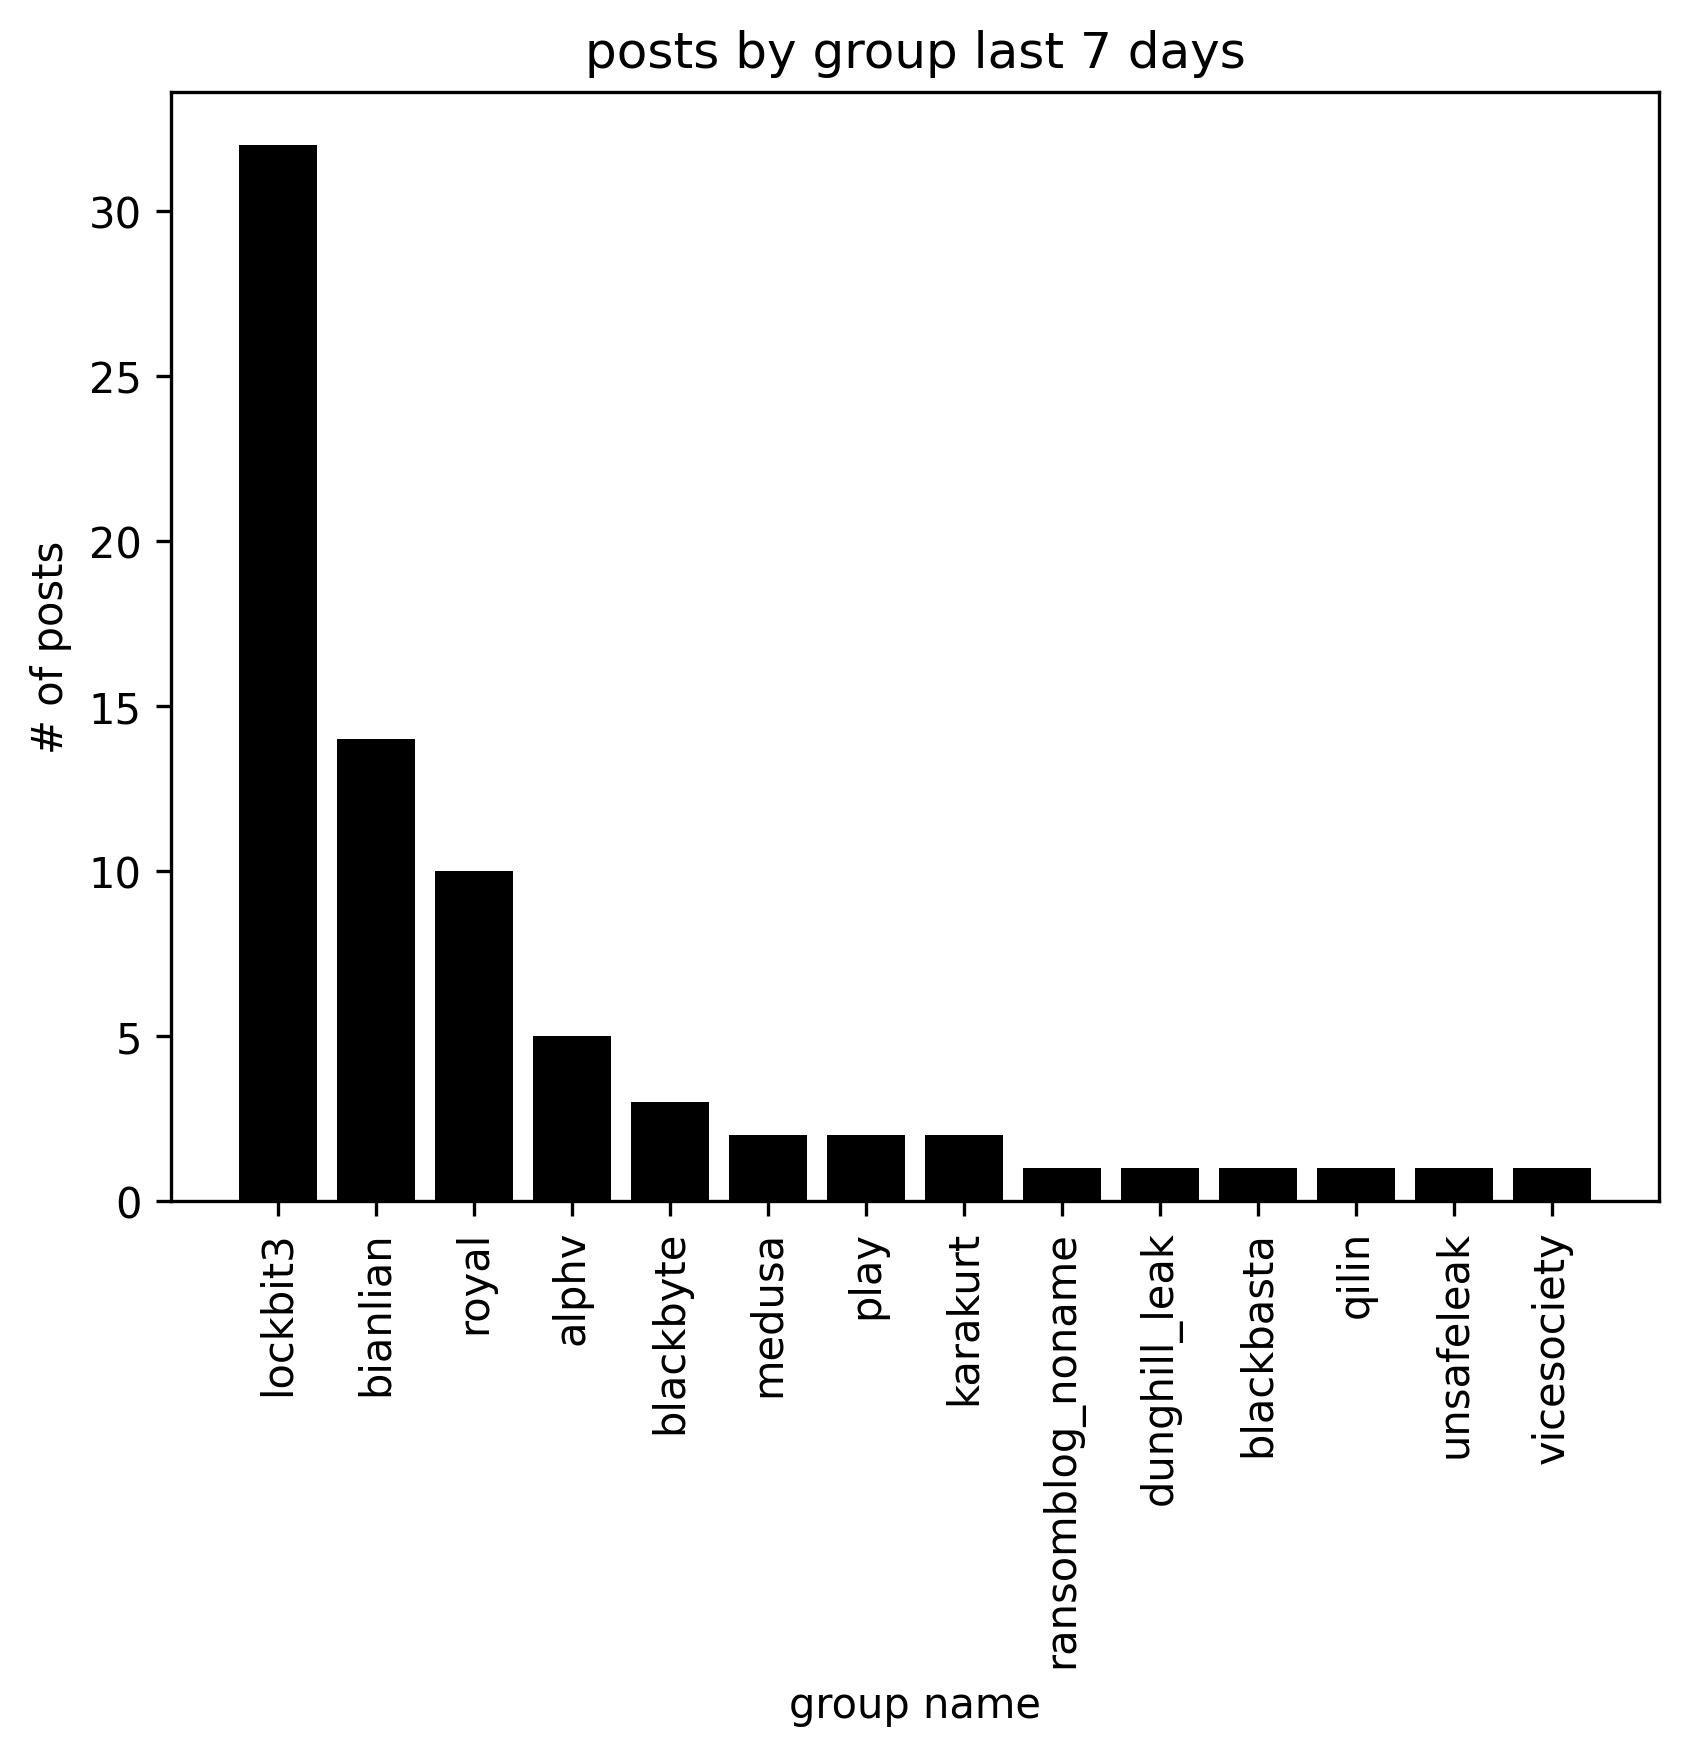 posts by group last 7 days
# of posts
30
25
20
15
10
5
0
lockbit3
bianlian
royal
alphv
blackbyte
medusa
play
karakurt
ransomblog_noname
dunghill_leak
blackbasta
qilin
unsafeleak
vicesociety
group name